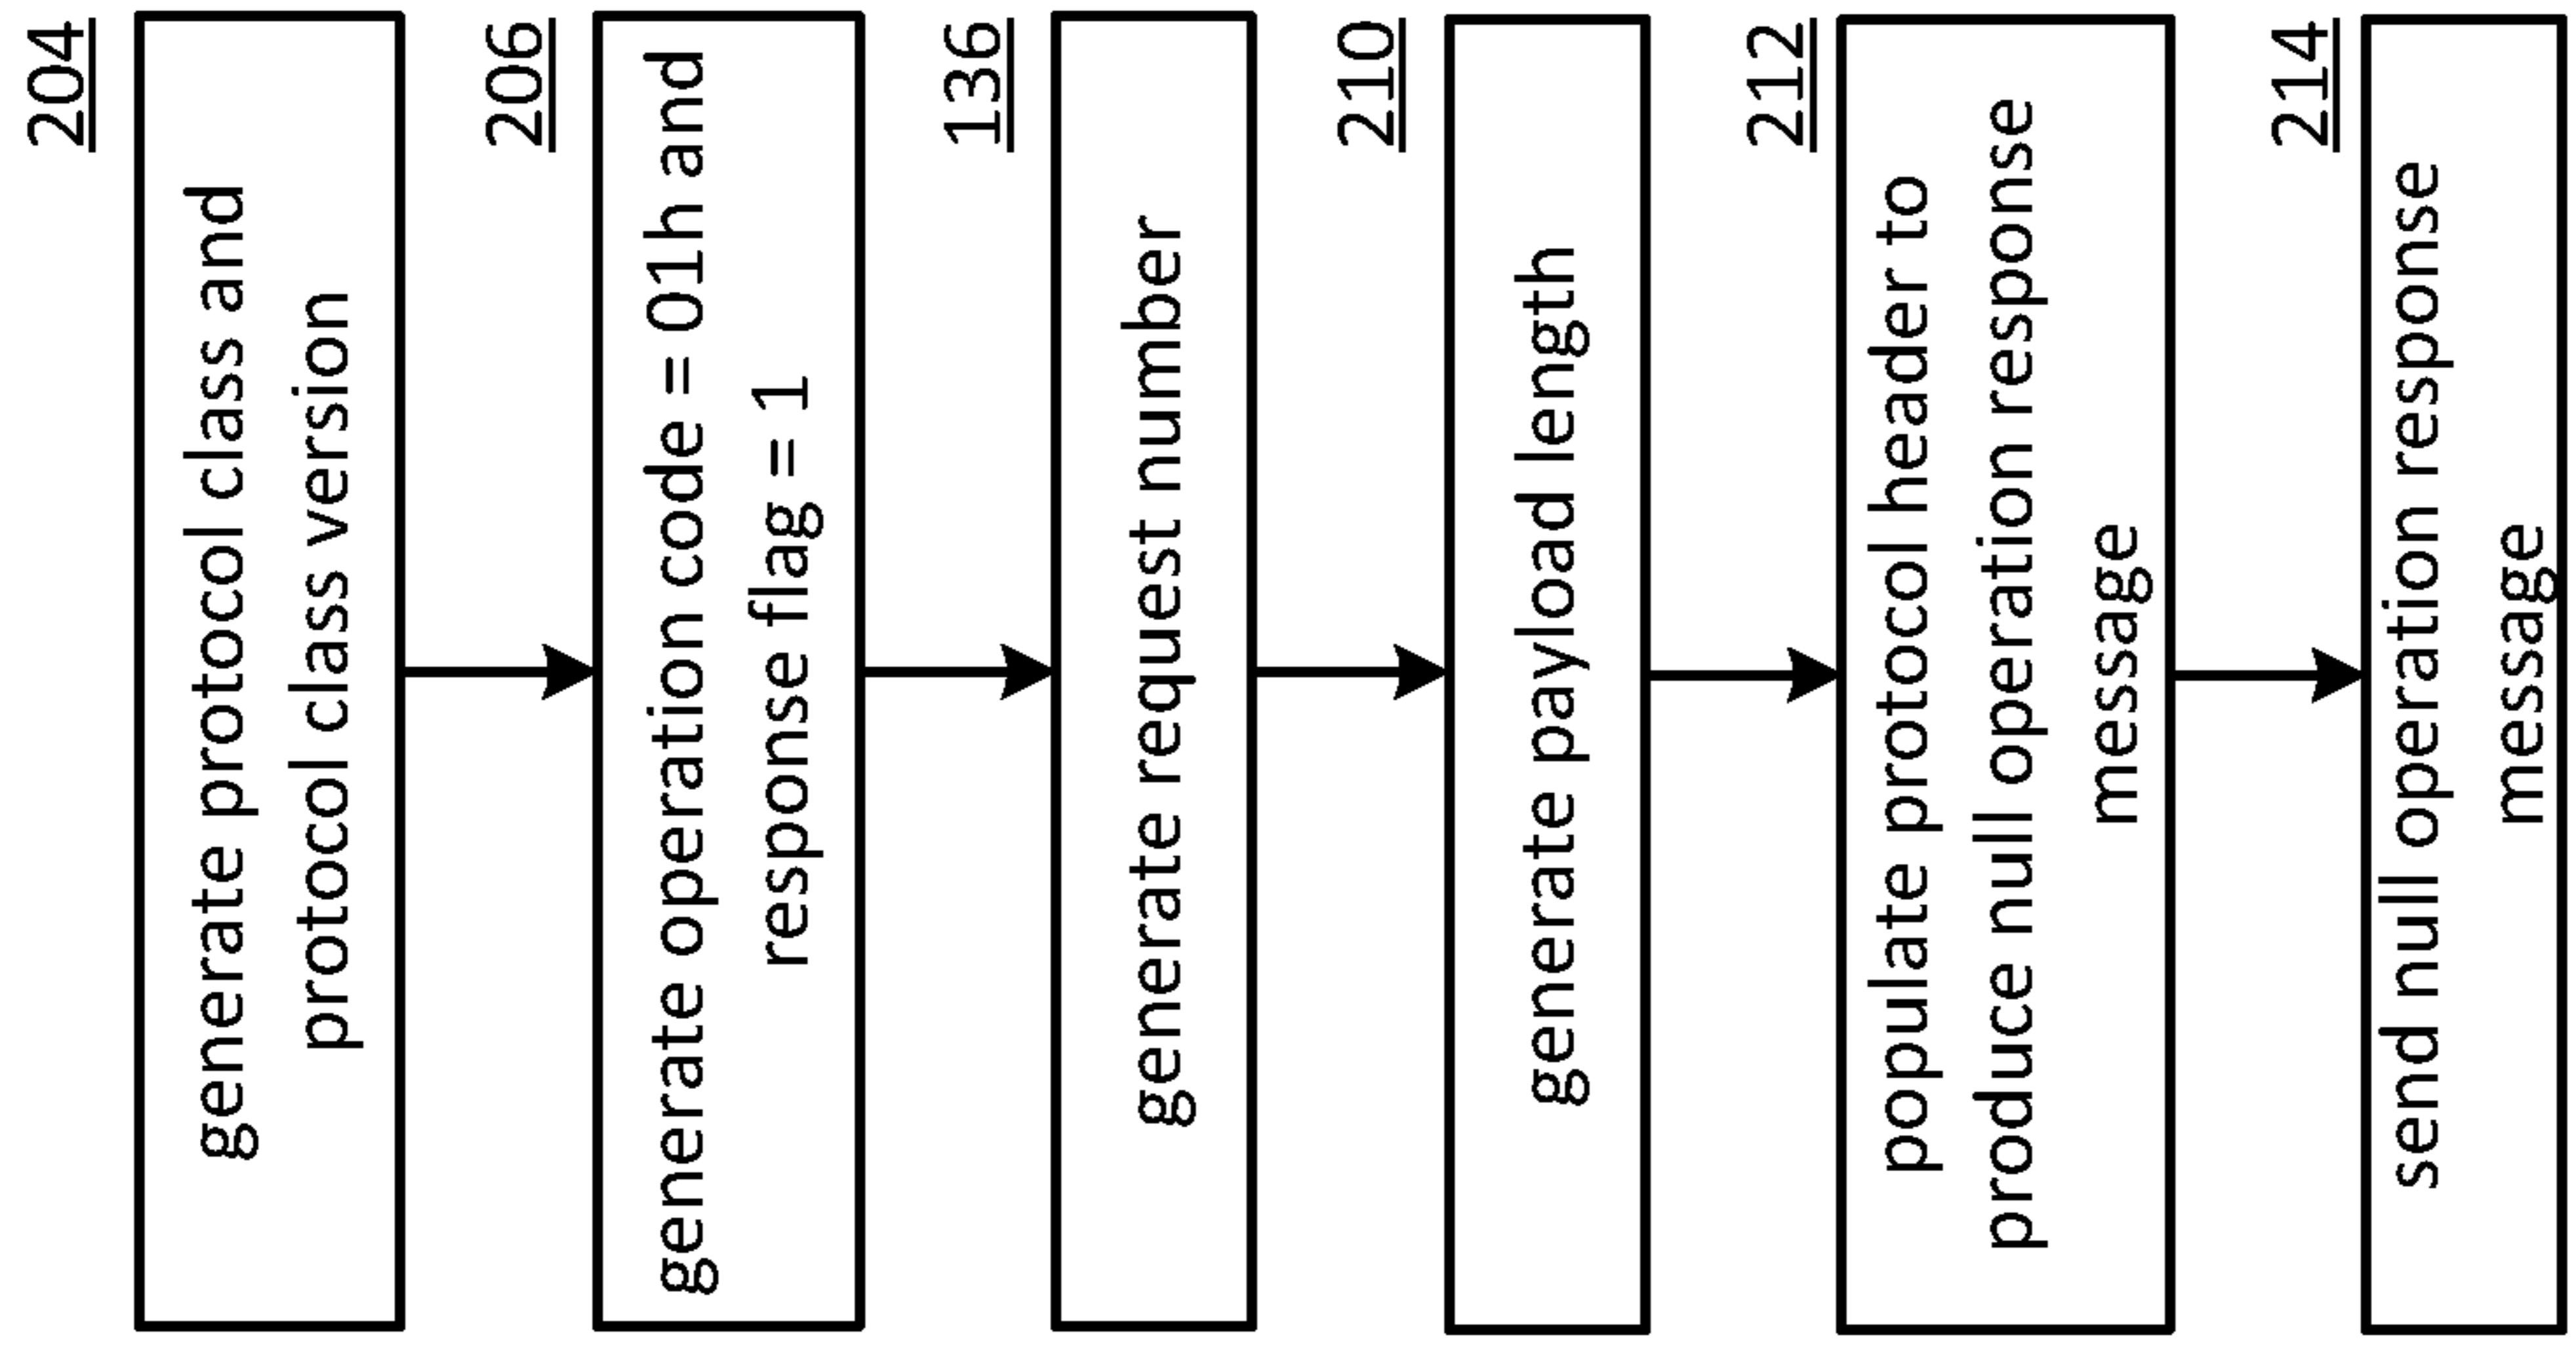 204
generate protocol class and
protocol class version
206
generate operation code = 01h and
response flag = 1
136
generate request number
210
generate payload length
212
populate protocol header to
produce null operation response
message
214
send null operation response
message